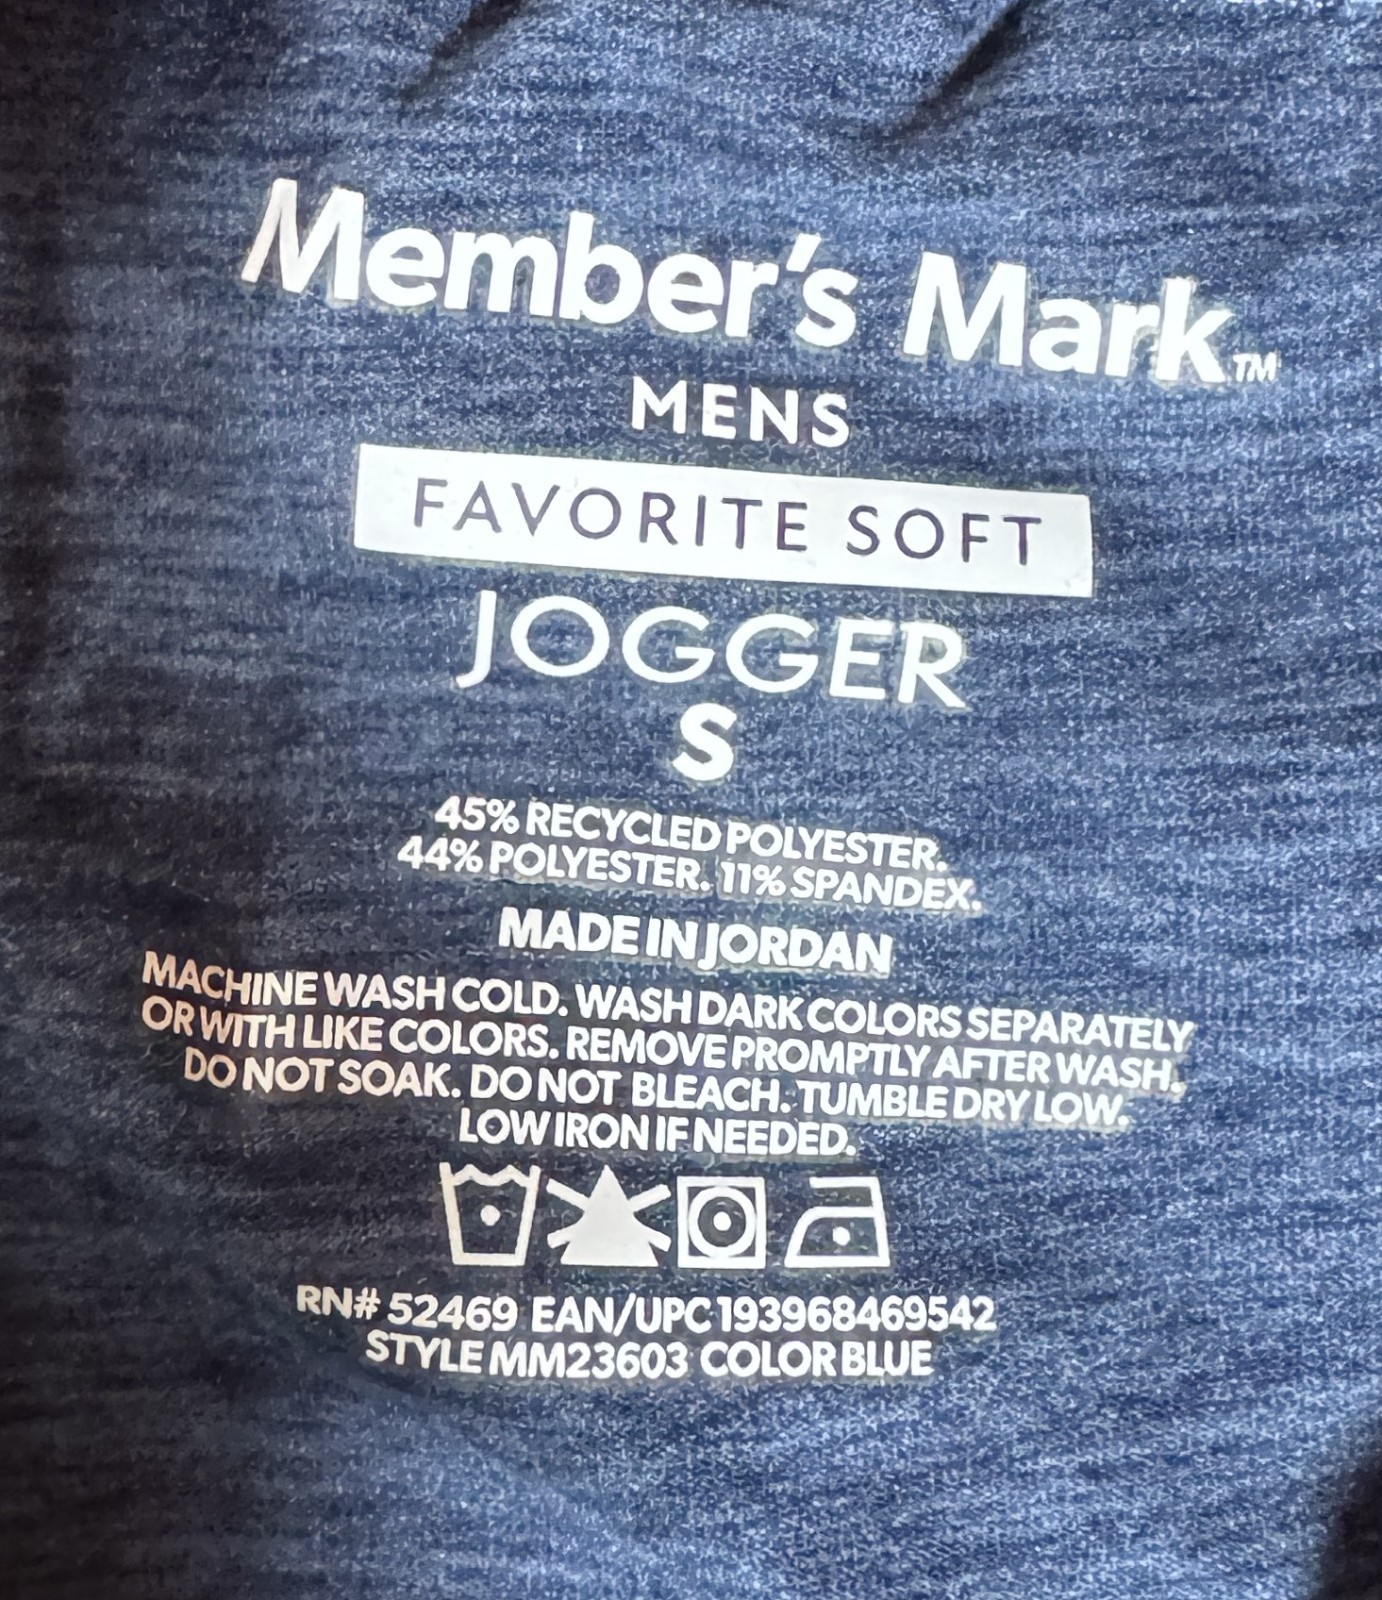 Member's Mark™
MENS
FAVORITE SOFT
JOGGER
S
45% RECYCLED POLYESTER.
44% POLYESTER. 11% SPANDEX.
MADE IN JORDAN
MACHINE WASH COLD. WASH DARK COLORS SEPARATELY
OR WITH LIKE COLORS. REMOVE PROMPTLY AFTER WASH.
DO NOT SOAK. DO NOT BLEACH. TUMBLE DRY LOW.
LOW IRON IF NEEDED.
RN# 52469 EAN/UPC 193968469542
STYLE MM23603 COLOR BLUE